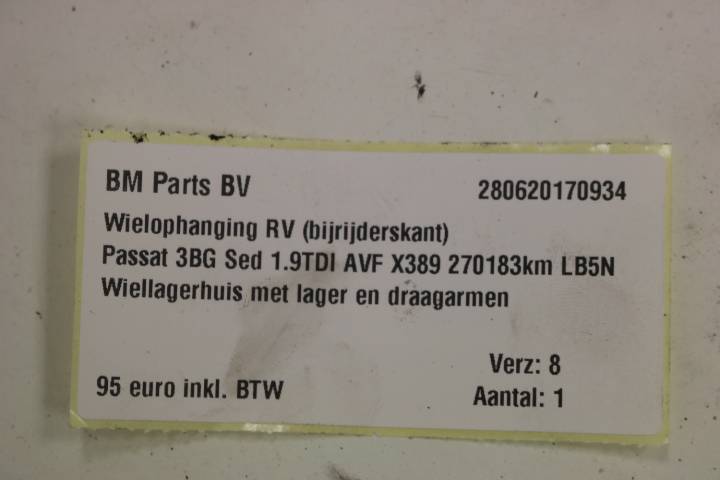 BM Parts BV 280620170934
Wielophanging RV (bijrijderskant)
Passat 3BG Sed 1.9TDI AVF X389 270183km LB5N
Wiellagerhuis met lager en draagarmen
Verz: 8
95 euro inkl. BTW Aantal: 1